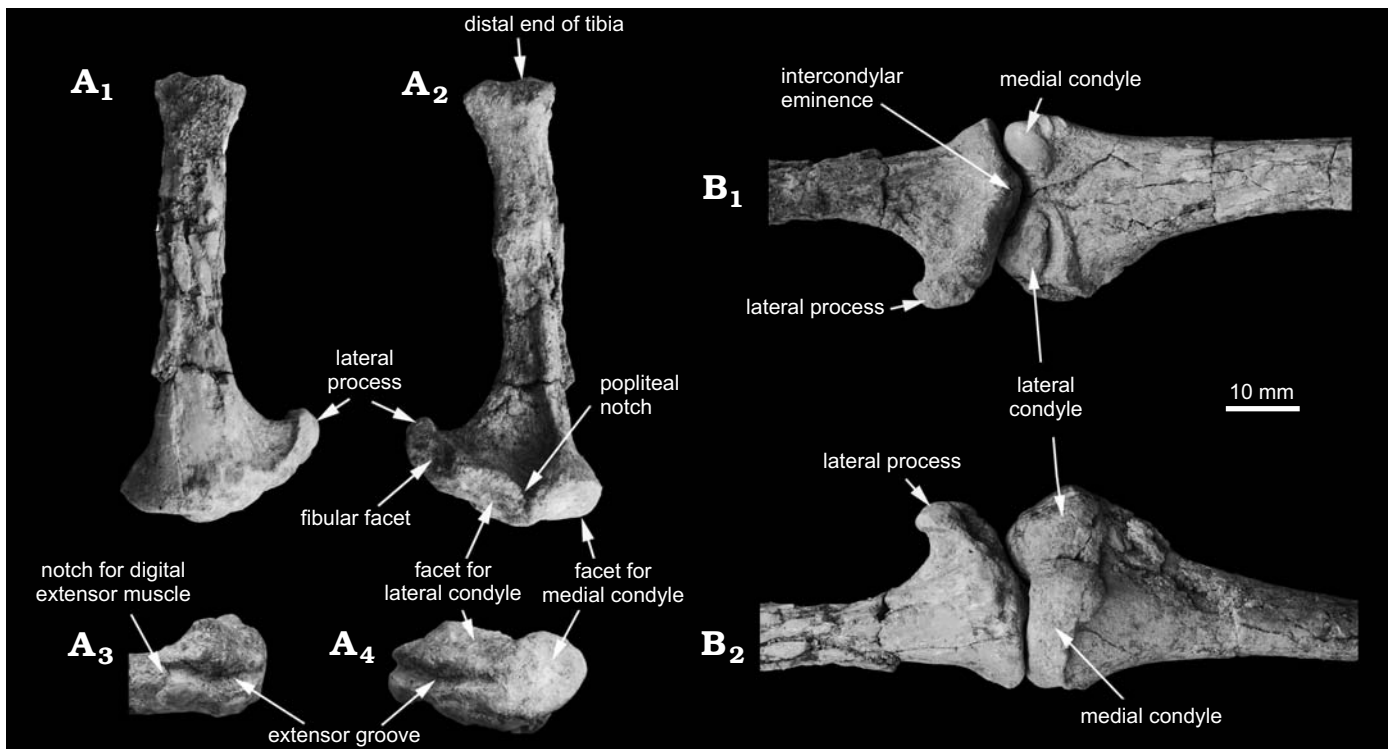 distal end of tibia
A1
A2
lateral
process
popliteal
notch
fibular facet
notch for digital
extensor muscle
facet for
lateral condyle
facet for
medial condyle
A3
A4
extensor groove
intercondylar
eminence
medial condyle
B1
lateral process
lateral
condyle
10 mm
lateral process
B2
medial condyle